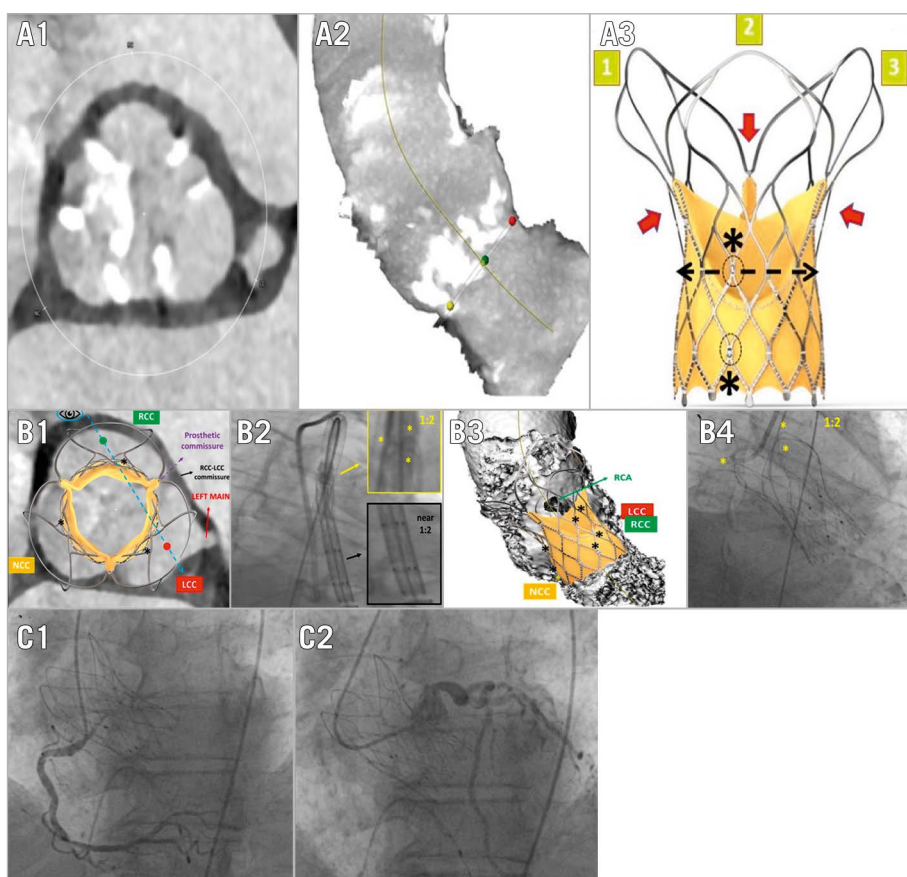 A1
A2
A3
1
2
3
*
*
B1
RCC
Prosthetic
commissure
RCC-LCC
commissure
LEFT MAIN
NCC
LCC
*
*
*
B2
1:2
*
*
*
near
1:2
B3
RCA
LCC
RCC
NCC
*
*
*
*
*
B4
1:2
*
*
*
C1
C2